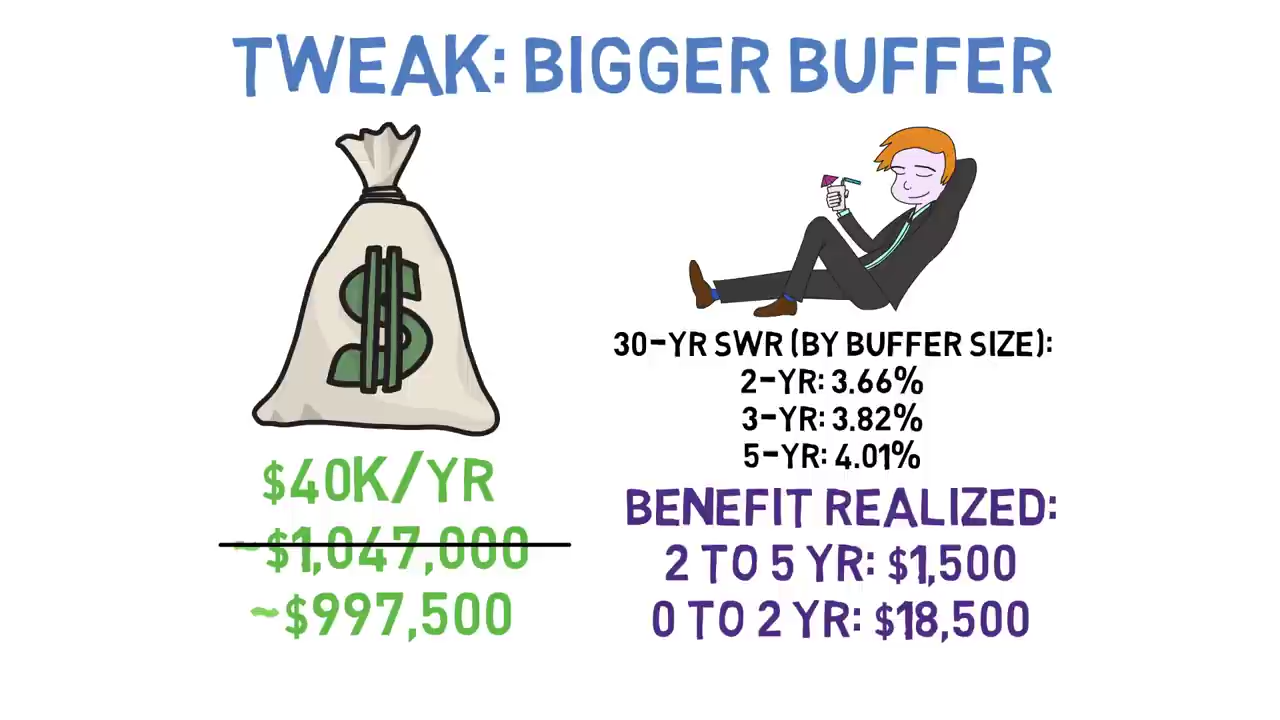 TWEAK: BIGGER BUFFER
$
$40K/YR
~$1,047,000
~$997,500
30-YR SWR (BY BUFFER SIZE):
2-YR: 3.66%
3-YR: 3.82%
5-YR: 4.01%
BENEFIT REALIZED:
2 TO 5 YR: $1,500
0 TO 2 YR: $18,500